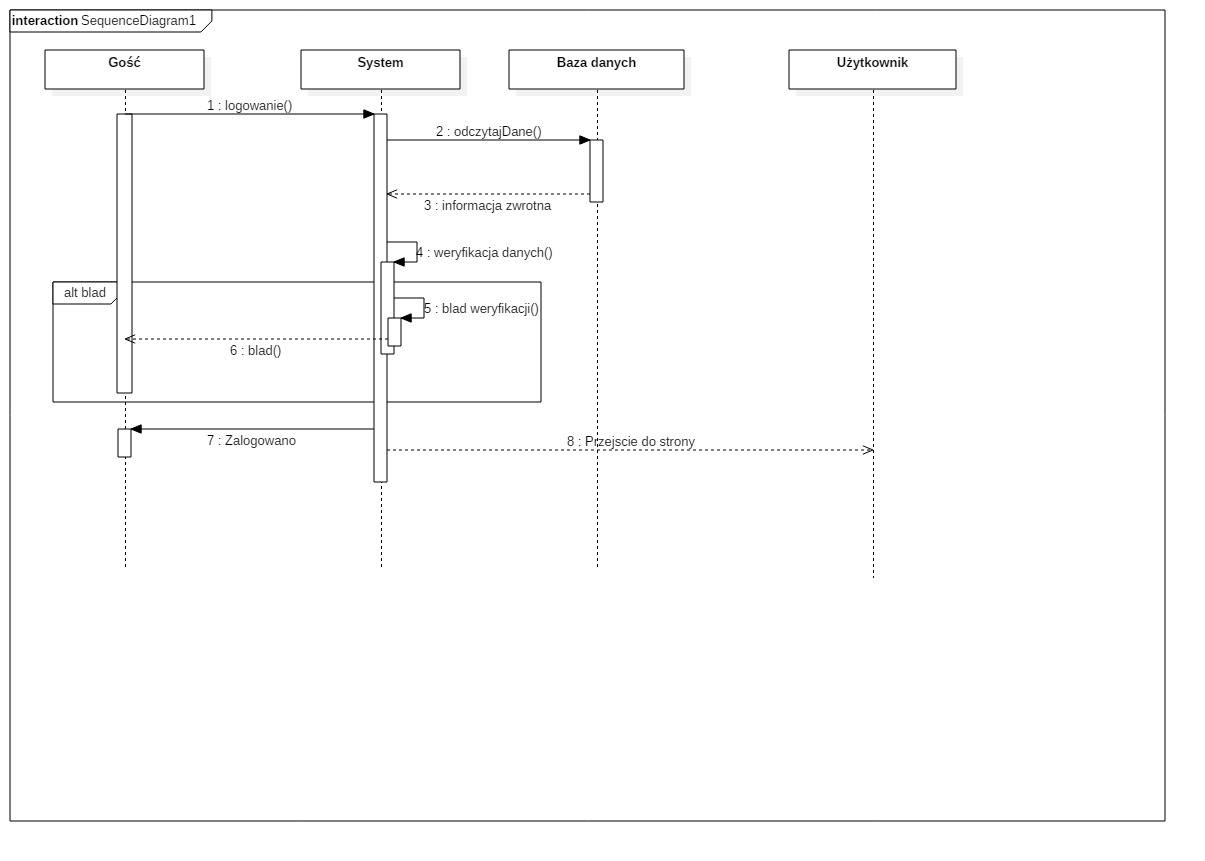 interaction SequenceDiagram1
Gość
System
Baza danych
Użytkownik
1 : logowanie()
2 : odczytajDane()
3 : informacja zwrotna
4 : weryfikacja danych()
alt blad
5 : blad weryfikacji()
6 : blad()
7 : Zalogowano
8 : Przejscie do strony